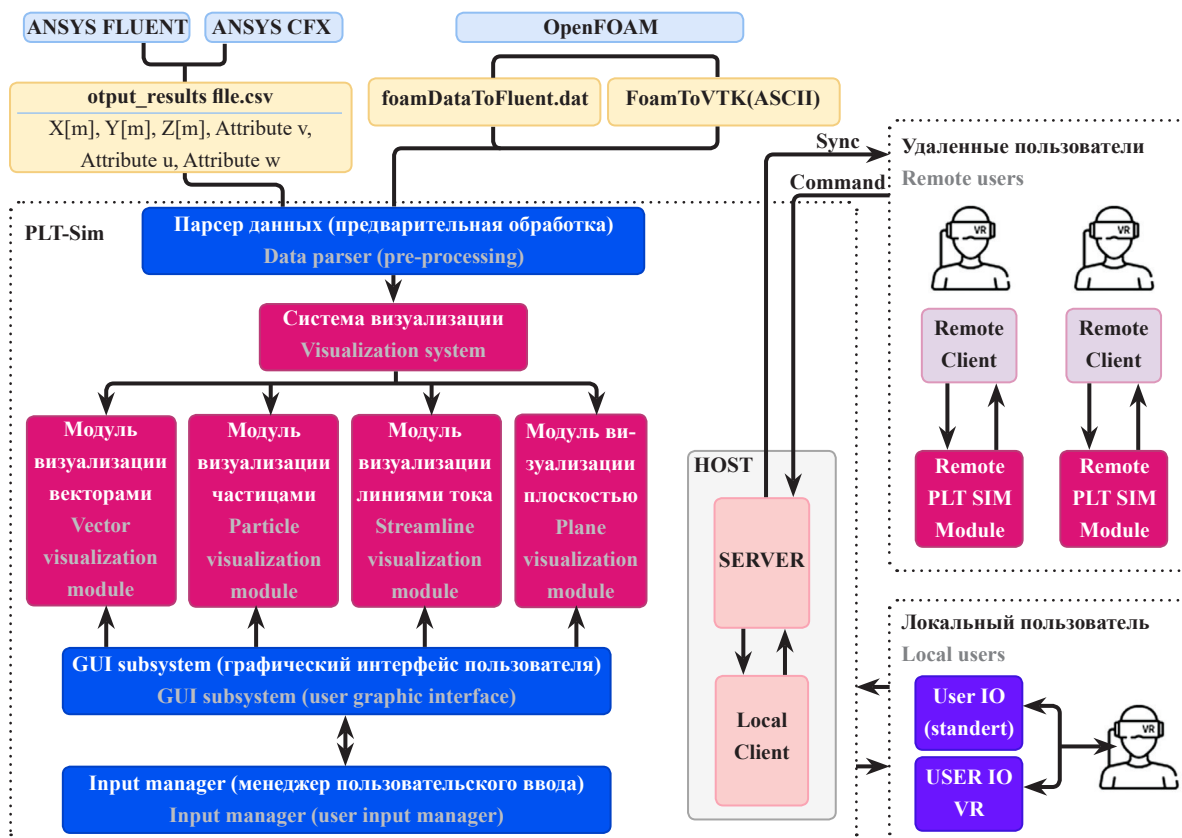 ANSYS FLUENT
ANSYS CFX
OpenFOAM
otput_results flle.csv
X[m], Y[m], Z[m], Attribute v,
Attribute u, Attribute w
foamDataToFluent.dat
FoamToVTK(ASCII)
Sync
Command
PLT-Sim
Парсер данных (предварительная обработка)
Data parser (pre-processing)
Система визуализации
Visualization system
Модуль
визуализации
векторами
Vector
visualization
module
Модуль
визуализации
частицами
Particle
visualization
module
Модуль
визуализации
линиями тока
Streamline
visualization
module
Модуль ви-
зуализации
плоскостью
Plane
visualization
module
GUI subsystem (графический интерфейс пользователя)
GUI subsystem (user graphic interface)
Input manager (менеджер пользовательского ввода)
Input manager (user input manager)
HOST
SERVER
Local
Client
Удаленные пользователи
Remote users
VR
VR
Remote
Client
Remote
Client
Remote
PLT SIM
Module
Remote
PLT SIM
Module
Локальный пользователь
Local users
User IO
(standert)
USER IO
VR
VR